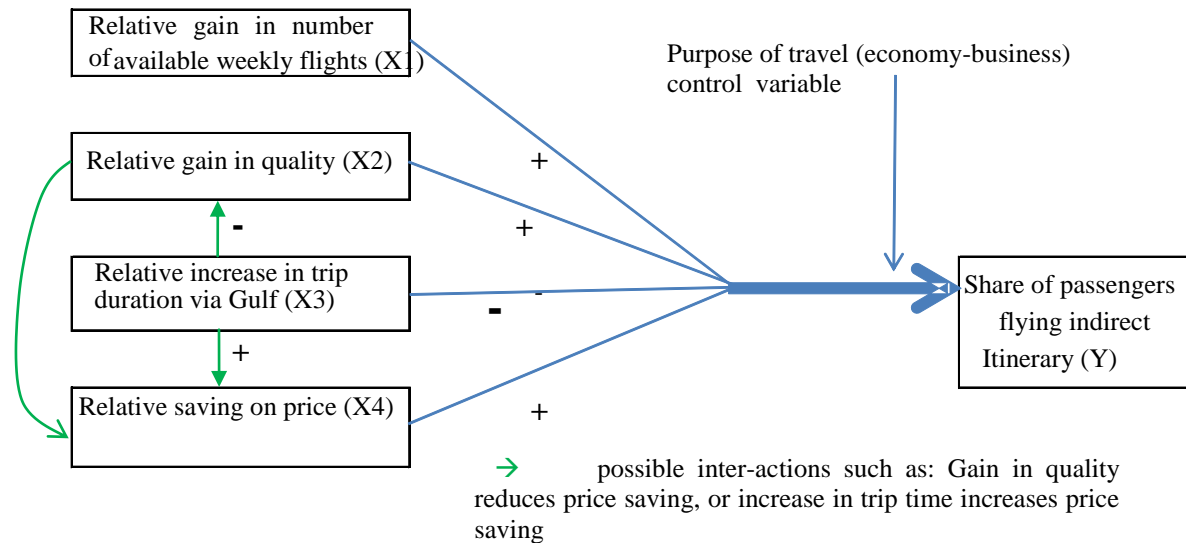 Relative gain in number
of available weekly flights (X1)
Purpose of travel (economy-business)
control variable
Relative gain in quality (X2)
+
+
-
Relative increase in trip
duration via Gulf (X3)
-
-
Share of passengers
flying indirect
Itinerary (Y)
+
Relative saving on price (X4)
+
possible inter-actions such as: Gain in quality
reduces price saving, or increase in trip time increases price
saving